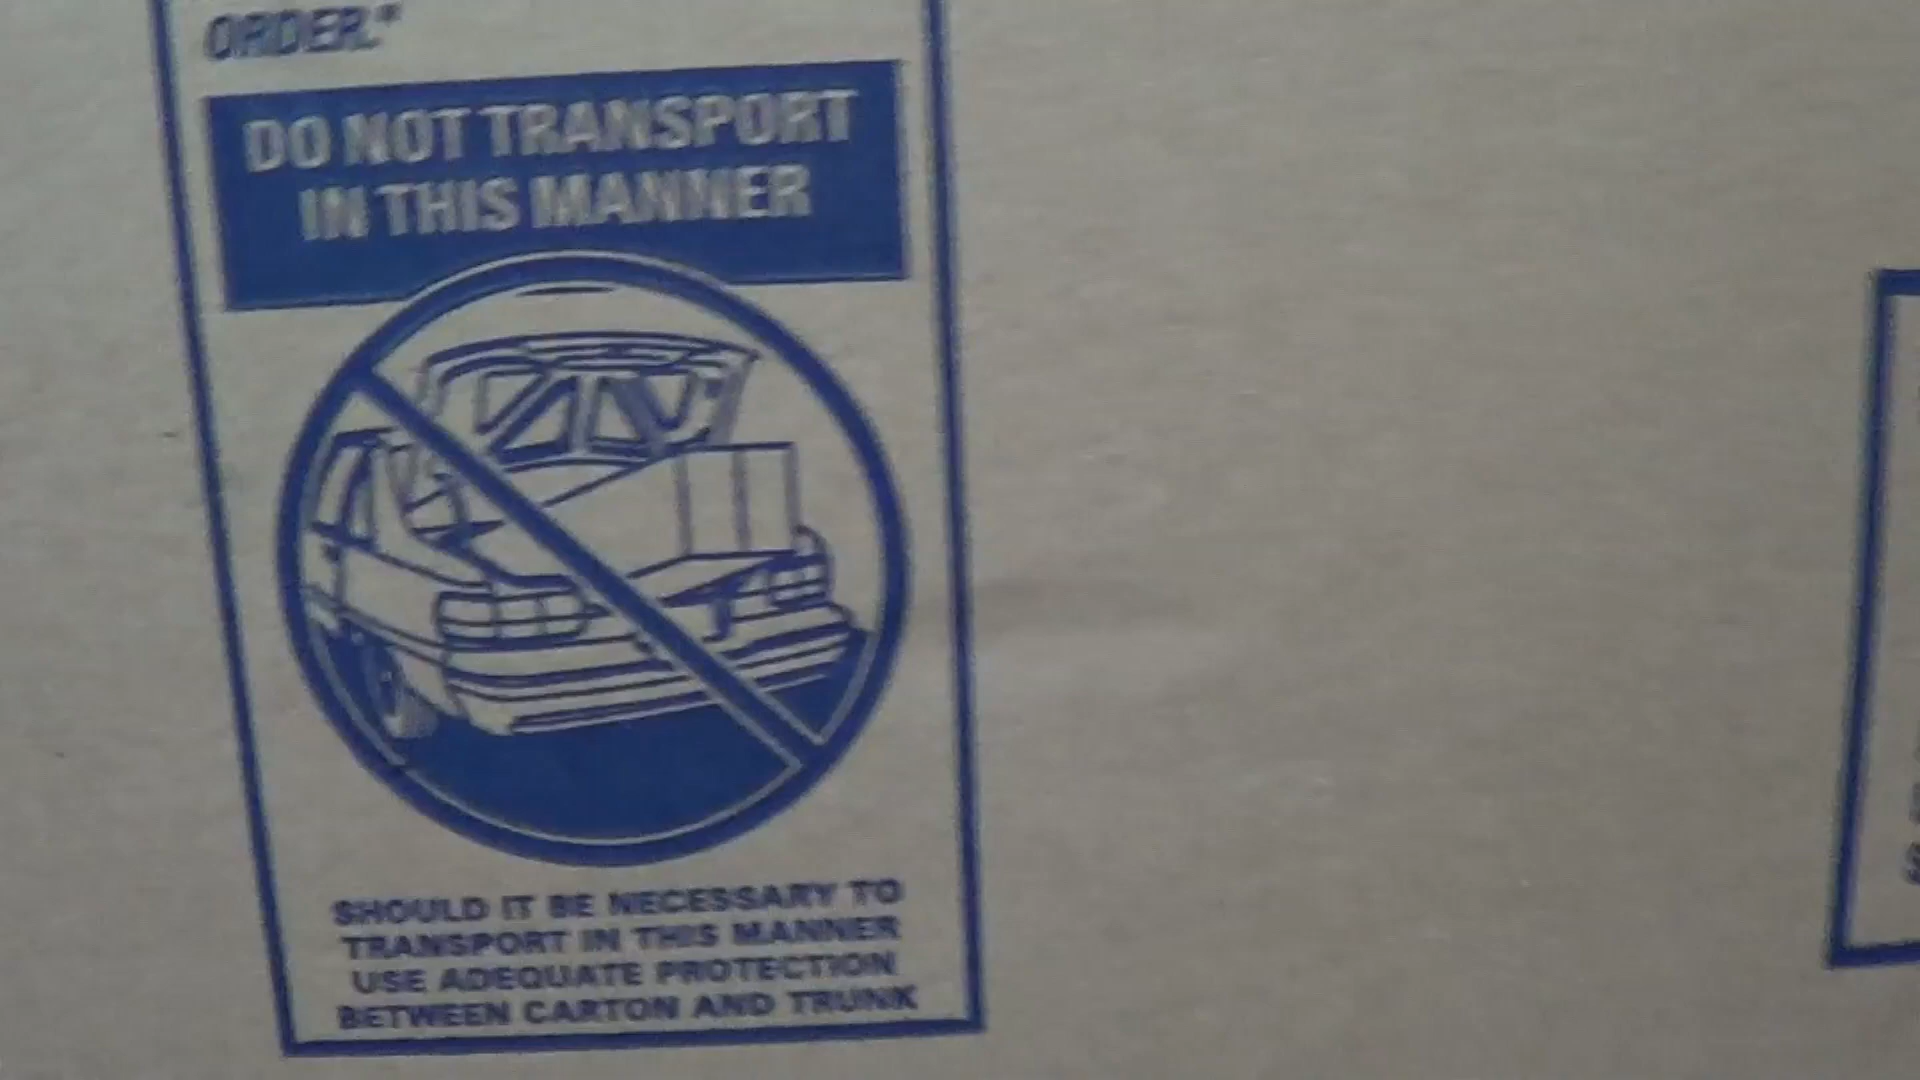 ORDER."
DO NOT TRANSPORT
IN THIS MANNER
SHOULD IT BE NECESSARY TO
TRANSPORT IN THIS MANNER
USE ADEQUATE PROTECTION
BETWEEN CARTON AND TRUNK